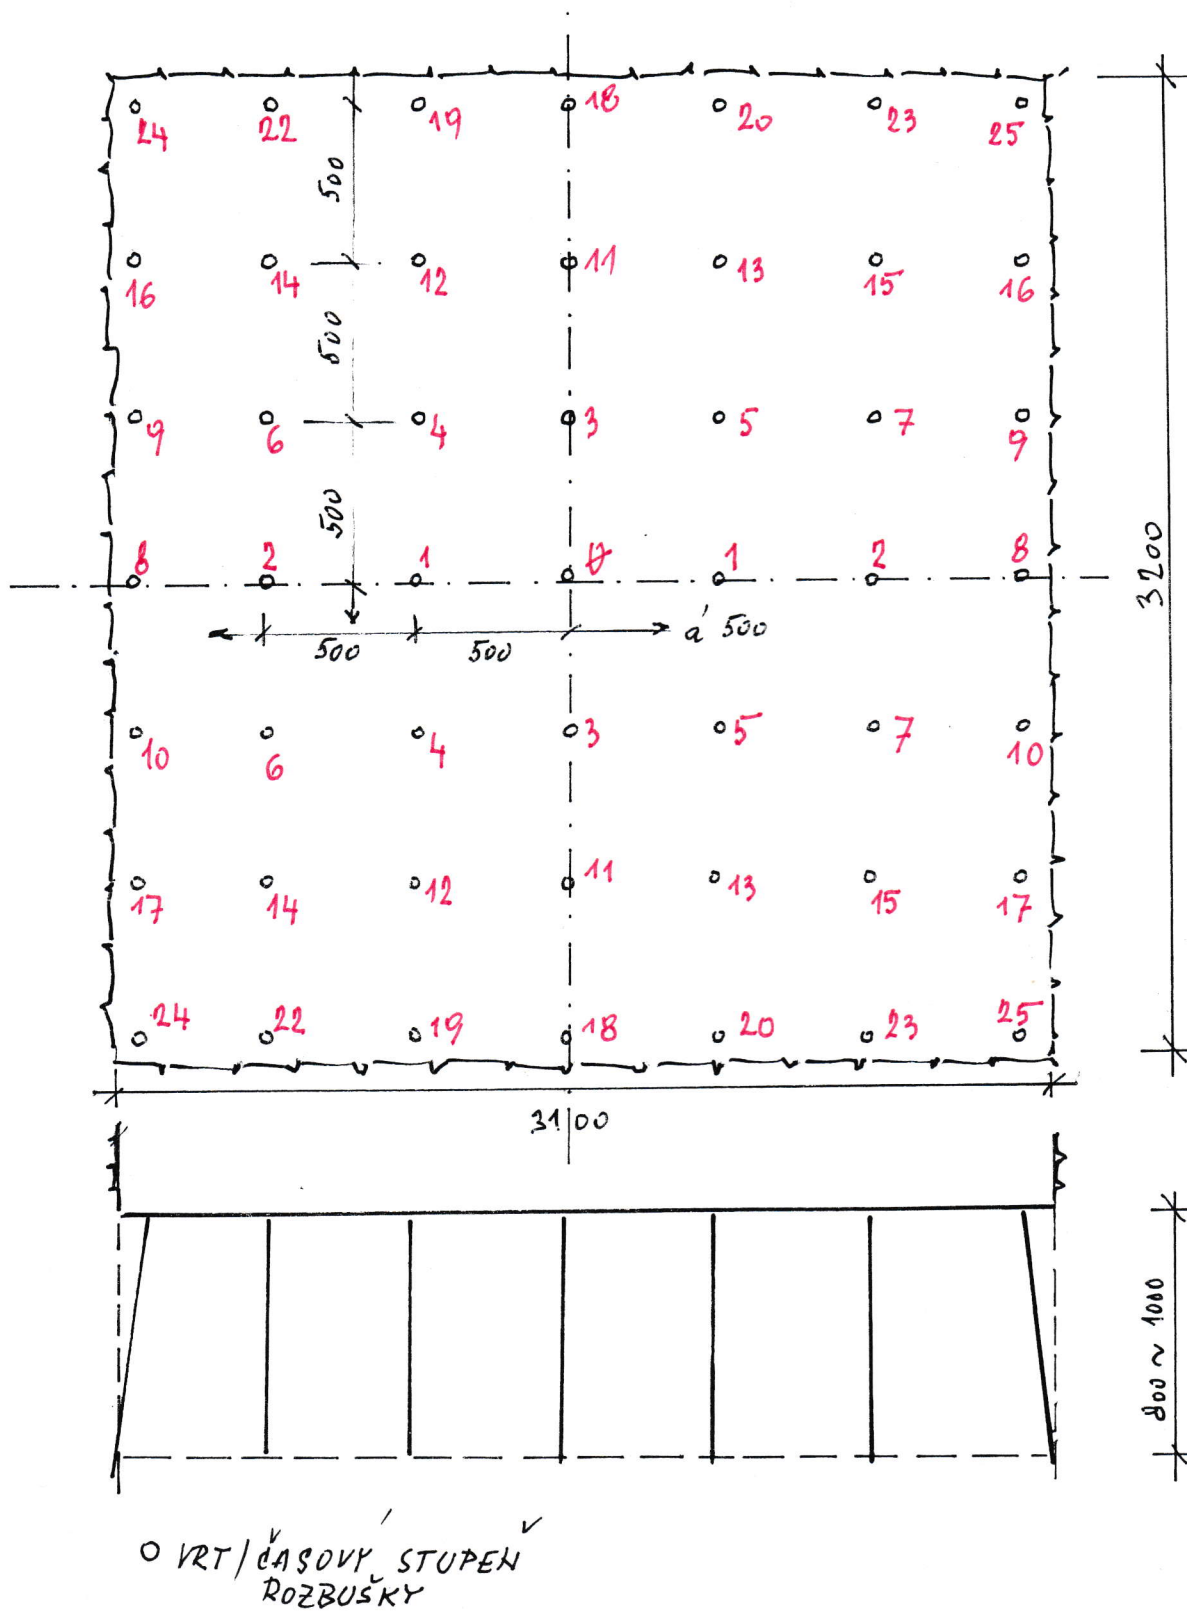 24 22 19 18 20 23 25
500
16 14 12 11 13 15 16
500
9 6 4 3 5 7 9
500
8 2 1 0 1 2 8
3200
500 500 á 500
10 6 4 3 5 7 10
17 14 12 11 13 15 17
24 22 19 18 20 23 25
3100
800 ~ 1000
VRT / ČASOVÝ STUPEŇ
ROZBUŠKY